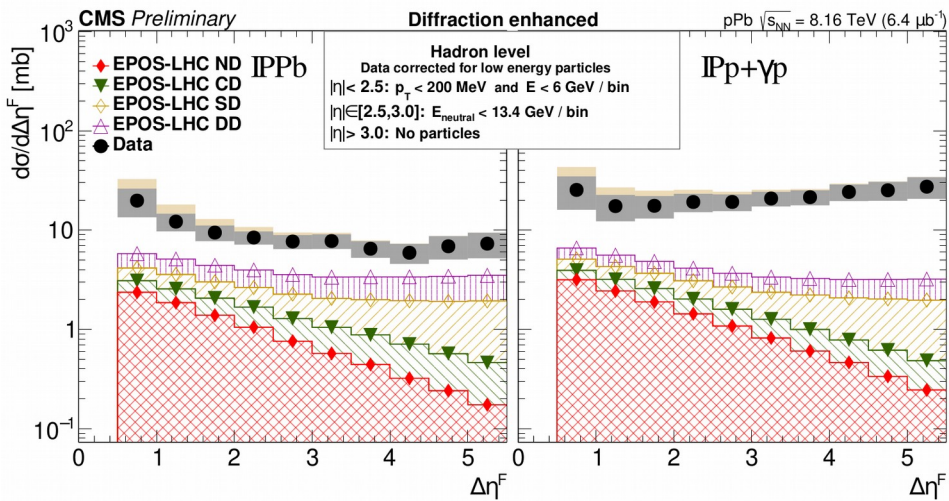 CMS Preliminary
Diffraction enhanced
pPb √sNN = 8.16 TeV (6.4 μb⁻¹)
dσ/dΔηF [mb]
10³
10²
10
1
10⁻¹
EPOS-LHC ND
EPOS-LHC CD
EPOS-LHC SD
EPOS-LHC DD
Data
IPPb
Hadron level
Data corrected for low energy particles
|η| < 2.5: pT < 200 MeV and E < 6 GeV / bin
|η|∈[2.5,3.0]: Eneutral < 13.4 GeV / bin
|η| > 3.0: No particles
IPp+γp
0 1 2 3 4 5
0 1 2 3 4 5
ΔηF
ΔηF